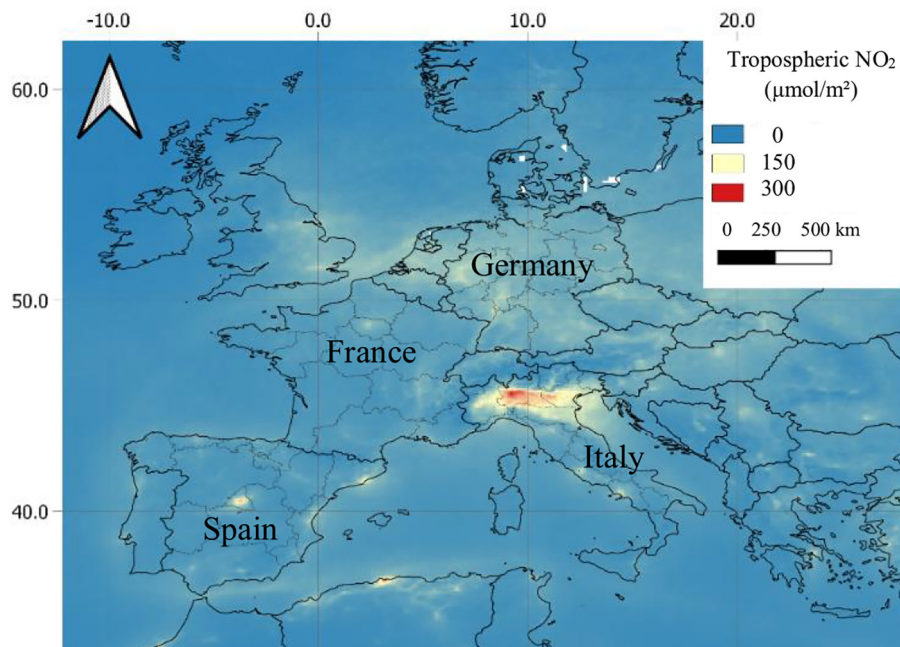 -10.0 0.0 10.0 20.0
Tropospheric NO₂
(µmol/m²)
0
150
300
0 250 500 km
60.0
50.0
40.0
Germany
France
Italy
Spain